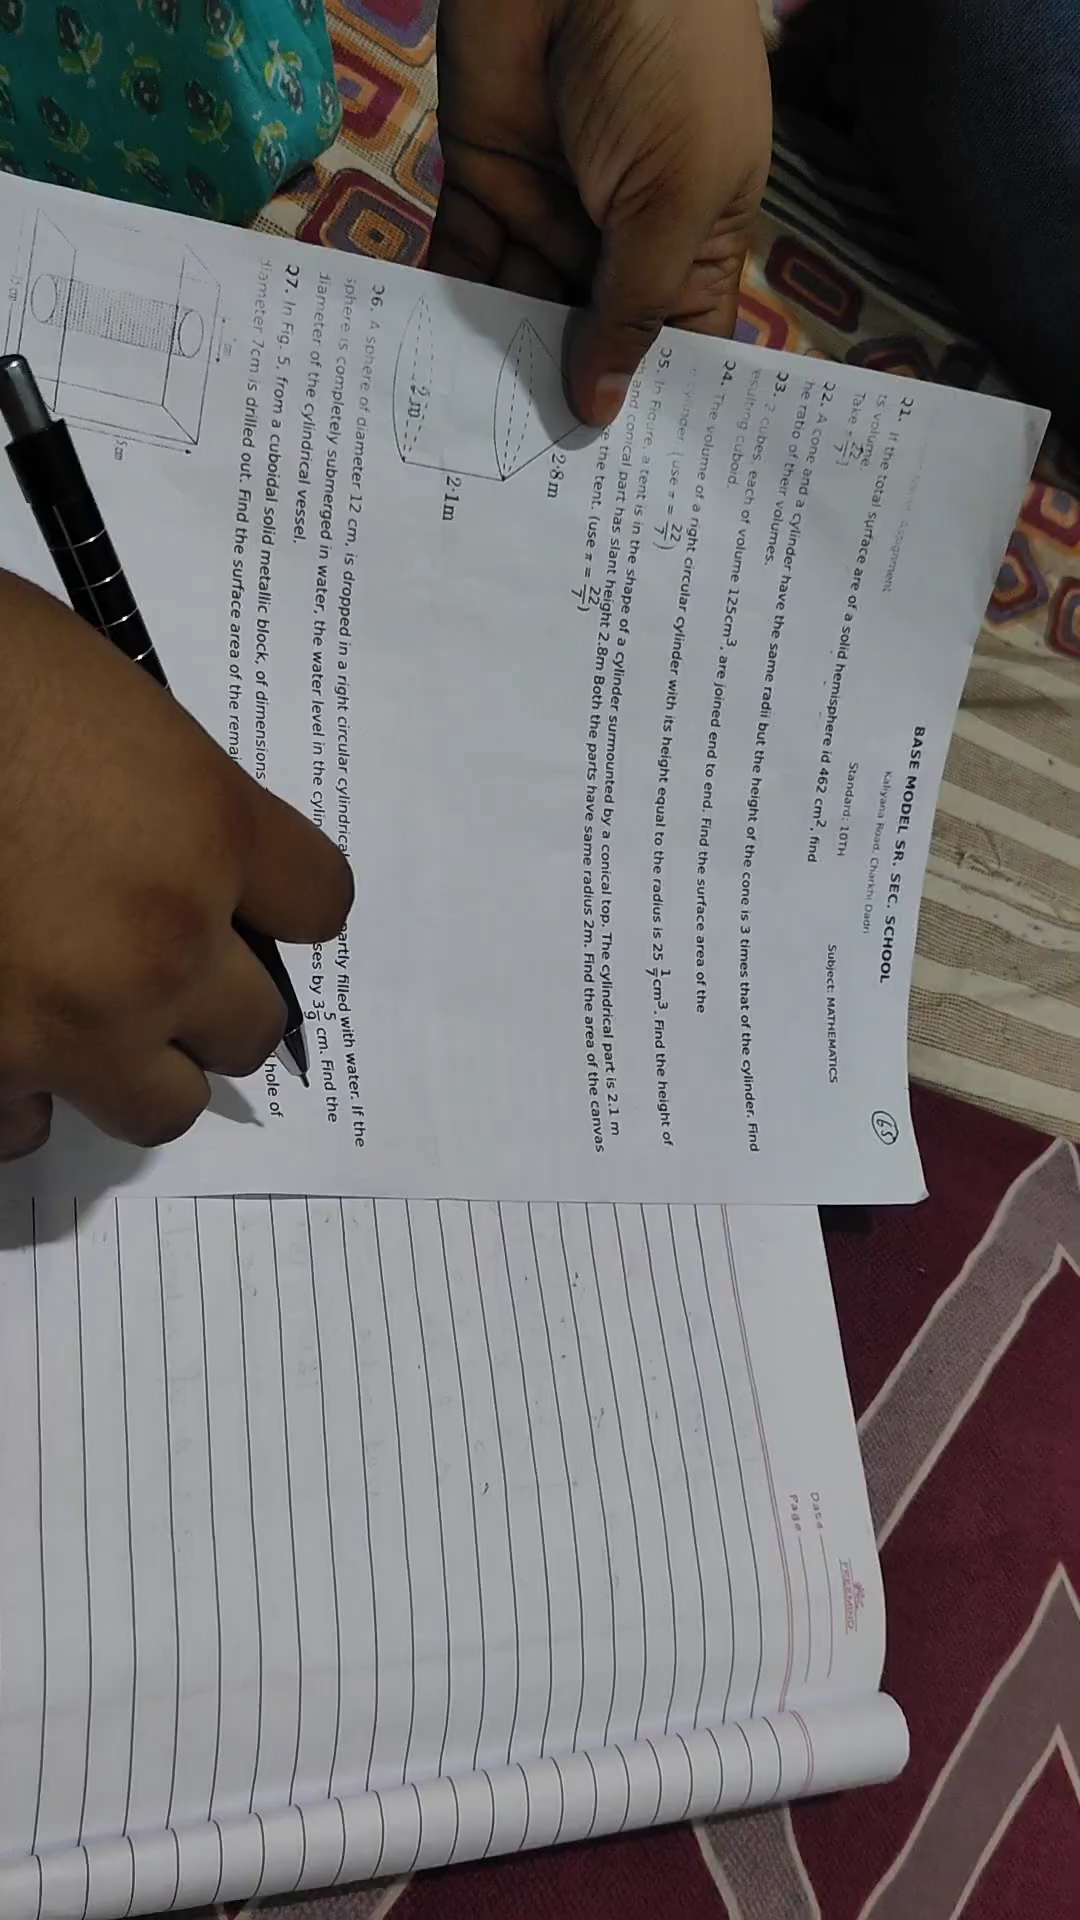 BASE MODEL SR. SEC. SCHOOL
Kaliyana Road, Charkhi Dadri
65
Assignment Standard: 10TH Subject: MATHEMATICS
Q1. If the total surface are of a solid hemisphere id 462 cm², find
ts volume.
Take = 22/7]
Q2. A cone and a cylinder have the same radii but the height of the cone is 3 times that of the cylinder. Find
he ratio of their volumes.
Q3. 2 cubes, each of volume 125cm³, are joined end to end. Find the surface area of the
esulting cuboid.
Q4. The volume of a right circular cylinder with its height equal to the radius is 25 1/7 cm³. Find the height of
cylinder. (use π = 22/7)
Q5. In Figure, a tent is in the shape of a cylinder surmounted by a conical top. The cylindrical part is 2.1 m
and conical part has slant height 2.8m Both the parts have same radius 2m. Find the area of the canvas
the tent. (use π = 22/7)
2·8 m
2·1 m
2 m
Q6. A sphere of diameter 12 cm, is dropped in a right circular cylindrical partly filled with water. If the
sphere is completely submerged in water, the water level in the cylin ses by 3 5/9 cm. Find the
diameter of the cylindrical vessel.
Q7. In Fig. 5, from a cuboidal solid metallic block, of dimensions hole of
diameter 7cm is drilled out. Find the surface area of the remai
5 cm
Date
Page